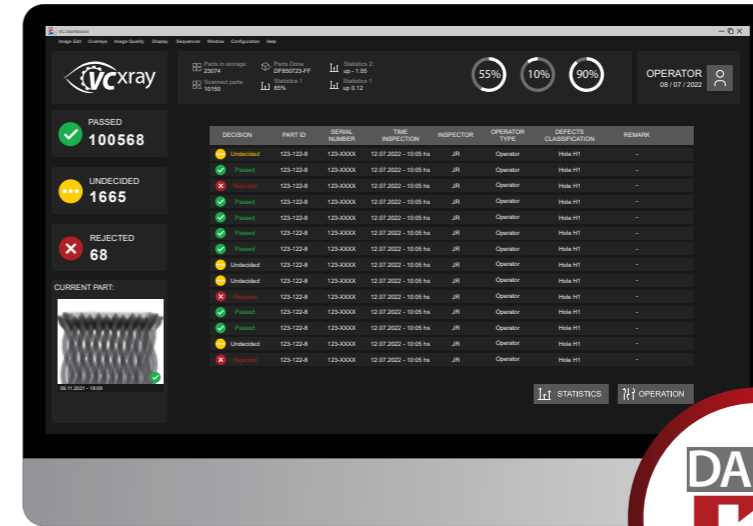 VC.dashboard
Image Edit Overlays Image Quality Display Sequences Window Configuration Help
VCxray
Parts in storage: 23074
Parts Done DF850723-FF
Statistics 2: up - 1.05
Scanned parts: 10150
Statistics 1 85%
Statistics 1 up 0.12
55% 10% 90%
OPERATOR
08 / 07 / 2022
PASSED
100568
UNDECIDED
1665
REJECTED
68
CURRENT PART:
09.11.2021 - 16:09
DECISION PART ID SERIAL NUMBER TIME INSPECTION INSPECTOR OPERATOR TYPE DEFECTS CLASSIFICATION REMARK
Undecided 123-122-8 123-XXXX 12.07.2022 - 10:05 hs JR Operator Hole H1 -
Passed 123-122-8 123-XXXX 12.07.2022 - 10:05 hs JR Operator Hole H1 -
Rejected 123-122-8 123-XXXX 12.07.2022 - 10:05 hs JR Operator Hole H1 -
Passed 123-122-8 123-XXXX 12.07.2022 - 10:05 hs JR Operator Hole H1 -
Passed 123-122-8 123-XXXX 12.07.2022 - 10:05 hs JR Operator Hole H1 -
Passed 123-122-8 123-XXXX 12.07.2022 - 10:05 hs JR Operator Hole H1 -
Passed 123-122-8 123-XXXX 12.07.2022 - 10:05 hs JR Operator Hole H1 -
Undecided 123-122-8 123-XXXX 12.07.2022 - 10:05 hs JR Operator Hole H1 -
Undecided 123-122-8 123-XXXX 12.07.2022 - 10:05 hs JR Operator Hole H1 -
Rejected 123-122-8 123-XXXX 12.07.2022 - 10:05 hs JR Operator Hole H1 -
Passed 123-122-8 123-XXXX 12.07.2022 - 10:05 hs JR Operator Hole H1 -
Passed 123-122-8 123-XXXX 12.07.2022 - 10:05 hs JR Operator Hole H1 -
Undecided 123-122-8 123-XXXX 12.07.2022 - 10:05 hs JR Operator Hole H1 -
Rejected 123-122-8 123-XXXX 12.07.2022 - 10:05 hs JR Operator Hole H1 -
STATISTICS OPERATION
DA